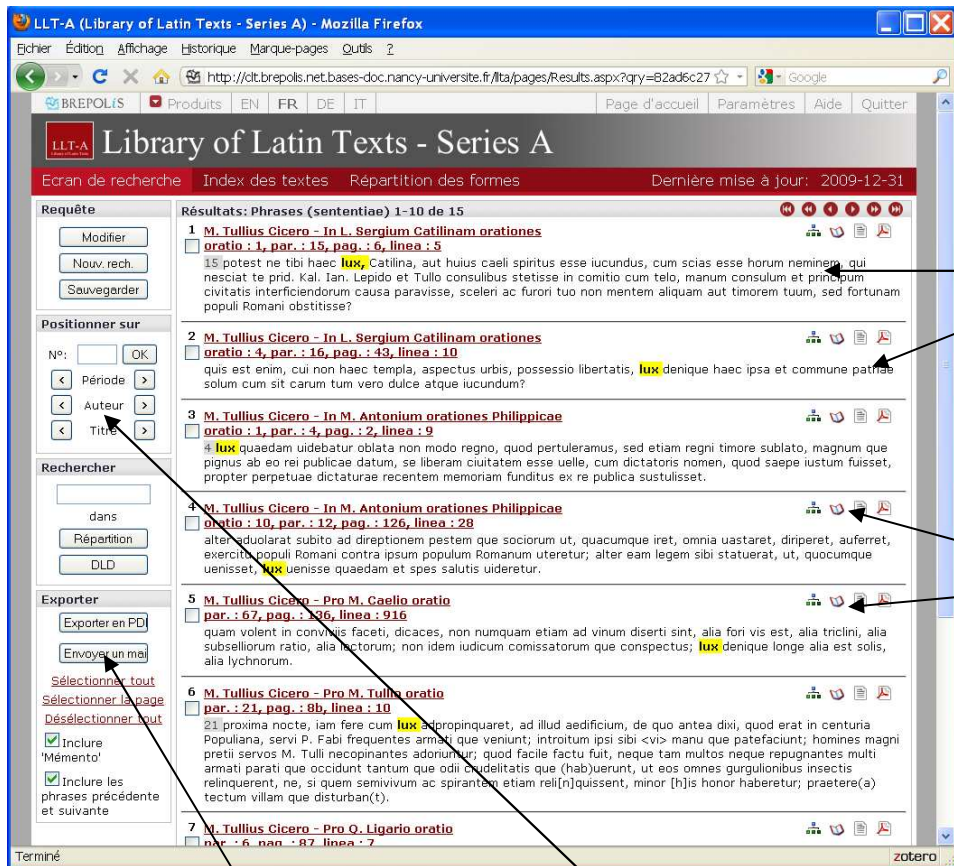 LLT-A (Library of Latin Texts - Series A) - Mozilla Firefox
Fichier Édition Affichage Historique Marque-pages Outils ?
http://clt.brepolis.net.bases-doc.nancy-universite.fr/llta/pages/Results.aspx?qry=82ad6c27
Google
BREPOLiS Produits EN FR DE IT Page d'accueil Paramètres Aide Quitter
LLT-A Library of Latin Texts - Series A
Ecran de recherche Index des textes Répartition des formes Dernière mise à jour: 2009-12-31
Requête
Modifier
Nouv. rech.
Sauvegarder
Positionner sur
Nº: OK
< Période >
< Auteur >
< Titre >
Rechercher
dans
Répartition
DLD
Exporter
Exporter en PD
Envoyer un mai
Sélectionner tout
Sélectionner la page
Désélectionner tout
Inclure
'Mémento'
Inclure les
phrases précédente
et suivante
Résultats: Phrases (sententiae) 1-10 de 15
1 M. Tullius Cicero - In L. Sergium Catilinam orationes
oratio : 1, par. : 15, pag. : 6, linea : 5
15 potest ne tibi haec lux, Catilina, aut huius caeli spiritus esse iucundus, cum scias esse horum neminem, qui
nesciat te prid. Kal. Ian. Lepido et Tullo consulibus stetisse in comitio cum telo, manum consulum et principum
civitatis interficiendorum causa paravisse, sceleri ac furori tuo non mentem aliquam aut timorem tuum, sed fortunam
populi Romani obstitisse?
2 M. Tullius Cicero - In L. Sergium Catilinam orationes
oratio : 4, par. : 16, pag. : 43, linea : 10
quis est enim, cui non haec templa, aspectus urbis, possessio libertatis, lux denique haec ipsa et commune patriae
solum cum sit carum tum vero dulce atque iucundum?
3 M. Tullius Cicero - In M. Antonium orationes Philippicae
oratio : 1, par. : 4, pag. : 2, linea : 9
4 lux quaedam uidebatur oblata non modo regno, quod pertuleramus, sed etiam regni timore sublato, magnum que
pignus ab eo rei publicae datum, se liberam ciuitatem esse uelle, cum dictatoris nomen, quod saepe iustum fuisset,
propter perpetuae dictaturae recentem memoriam funditus ex re publica sustulisset.
4 M. Tullius Cicero - In M. Antonium orationes Philippicae
oratio : 10, par. : 12, pag. : 126, linea : 28
alter aduolarat subito ad direptionem pestem que sociorum ut, quacumque iret, omnia uastaret, diriperet, auferret,
exercitu populi Romani contra ipsum populum Romanum uteretur; alter eam legem sibi statuerat, ut, quocumque
uenisset, lux uenisse quaedam et spes salutis uideretur.
5 M. Tullius Cicero - Pro M. Caelio oratio
par. : 67, pag. : 136, linea : 916
quam volent in conviviis faceti, dicaces, non numquam etiam ad vinum diserti sint, alia fori vis est, alia triclini, alia
subselliorum ratio, alia lectorum; non idem iudicum comissatorum que conspectus; lux denique longe alia est solis,
alia lychnorum.
6 M. Tullius Cicero - Pro M. Tullio oratio
par. : 21, pag. : 8b, linea : 10
21 proxima nocte, iam fere cum lux adpropinquaret, ad illud aedificium, de quo antea dixi, quod erat in centuria
Populiana, servi P. Fabi frequentes armati que veniunt; introitum ipsi sibi <vi> manu que patefaciunt; homines magni
pretii servos M. Tulli necopinantes adoriuntur; quod facile factu fuit, neque tam multos neque repugnantes multi
armati parati que occidunt tantum que odii crudelitatis que (hab)uerunt, ut eos omnes gurgulionibus insectis
relinquerent, ne, si quem semivivum ac spirantem etiam reli[n]quissent, minor [h]is honor haberetur; praetere(a)
tectum villam que disturban(t).
7 M. Tullius Cicero - Pro Q. Ligario oratio
par. : 6, pag. : 87, linea : 7
Terminé zotero